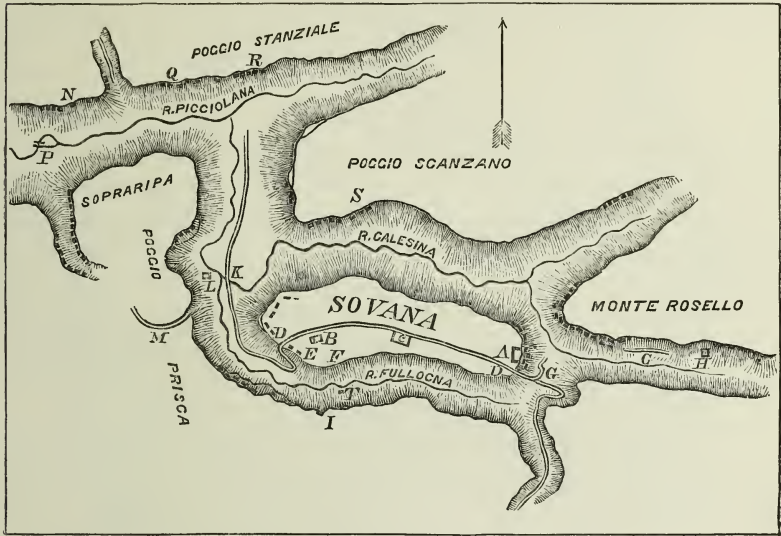 POGGIO STANZIALE
N
Q
R
R. PICCIOLANA
P
SOPRARIPA
POGGIO SCANZANO
S
POGGIO
R. CALESINA
K
L
SOVANA
MONTE ROSELLO
M
D
B
C
A
E
F
D
G
G
H
PRISCA
R. FULLOGNA
T
I